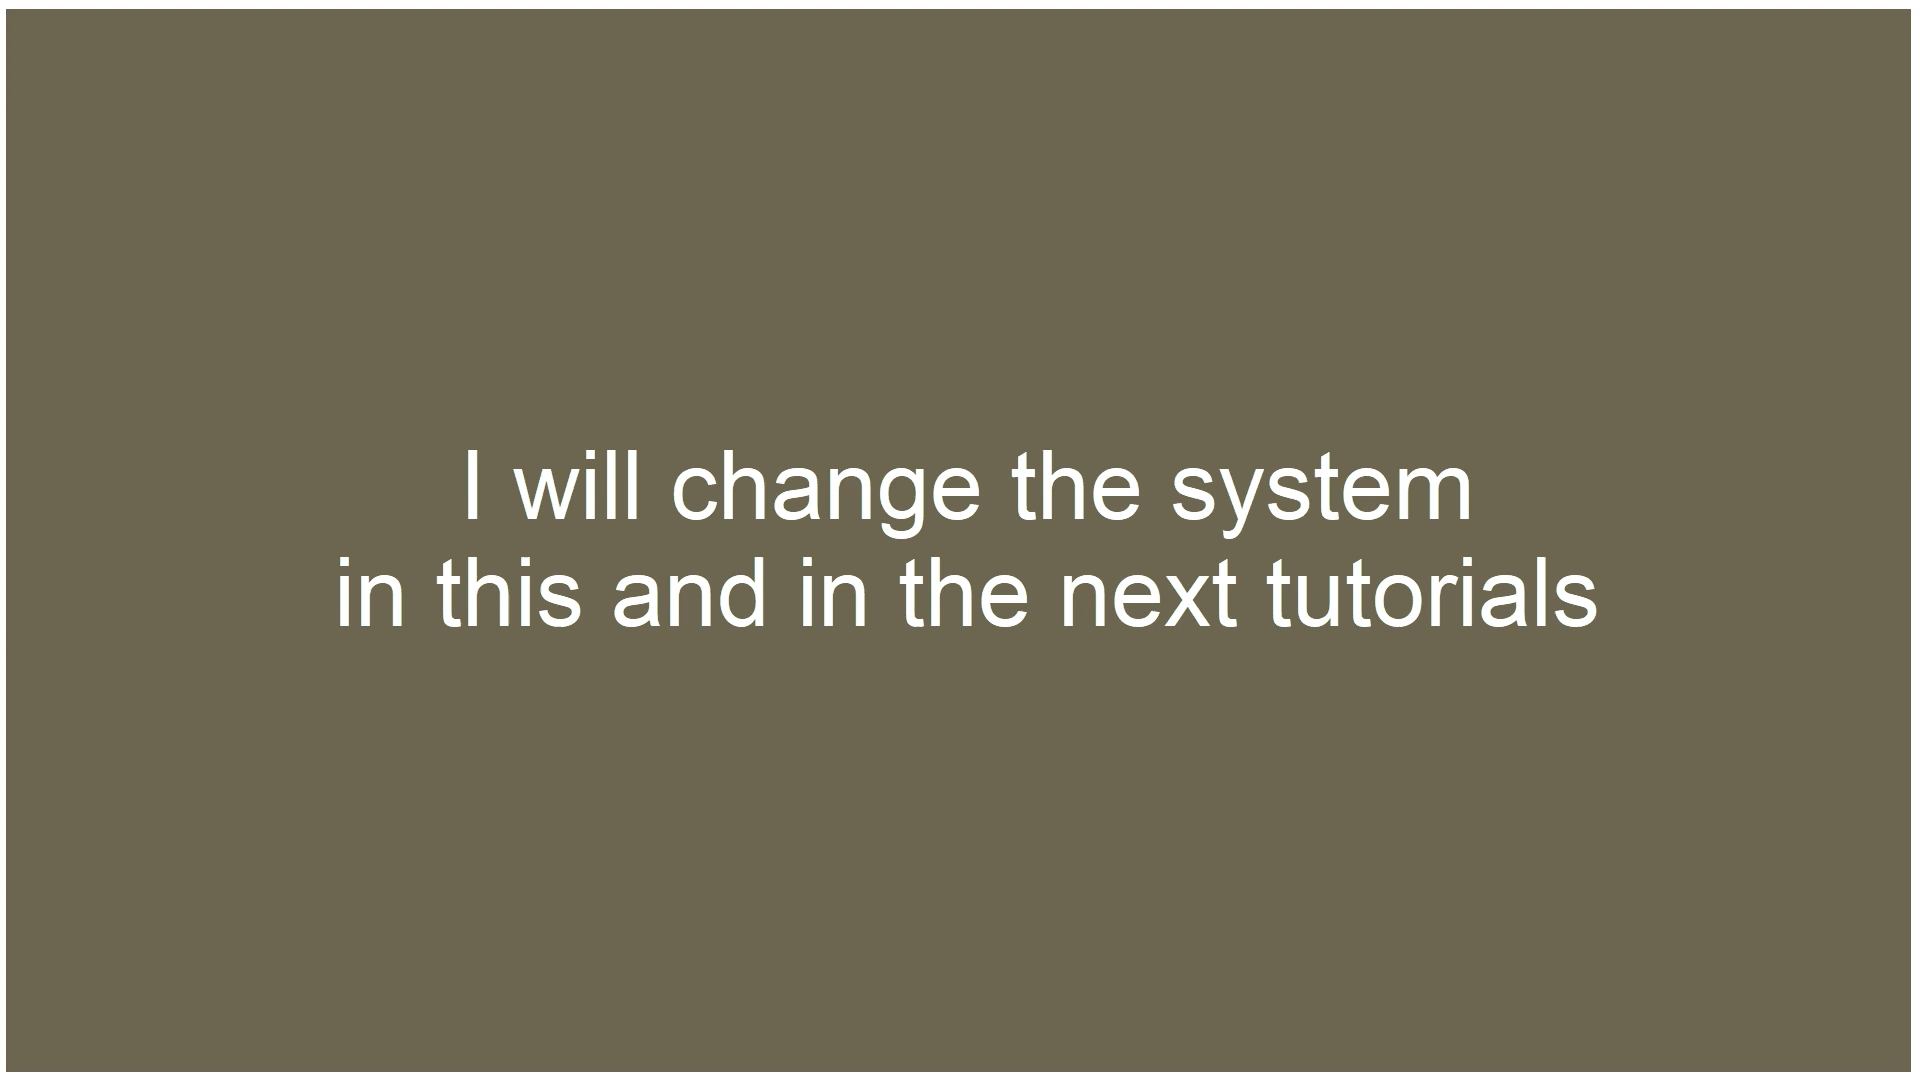 I will change the system
in this and in the next tutorials